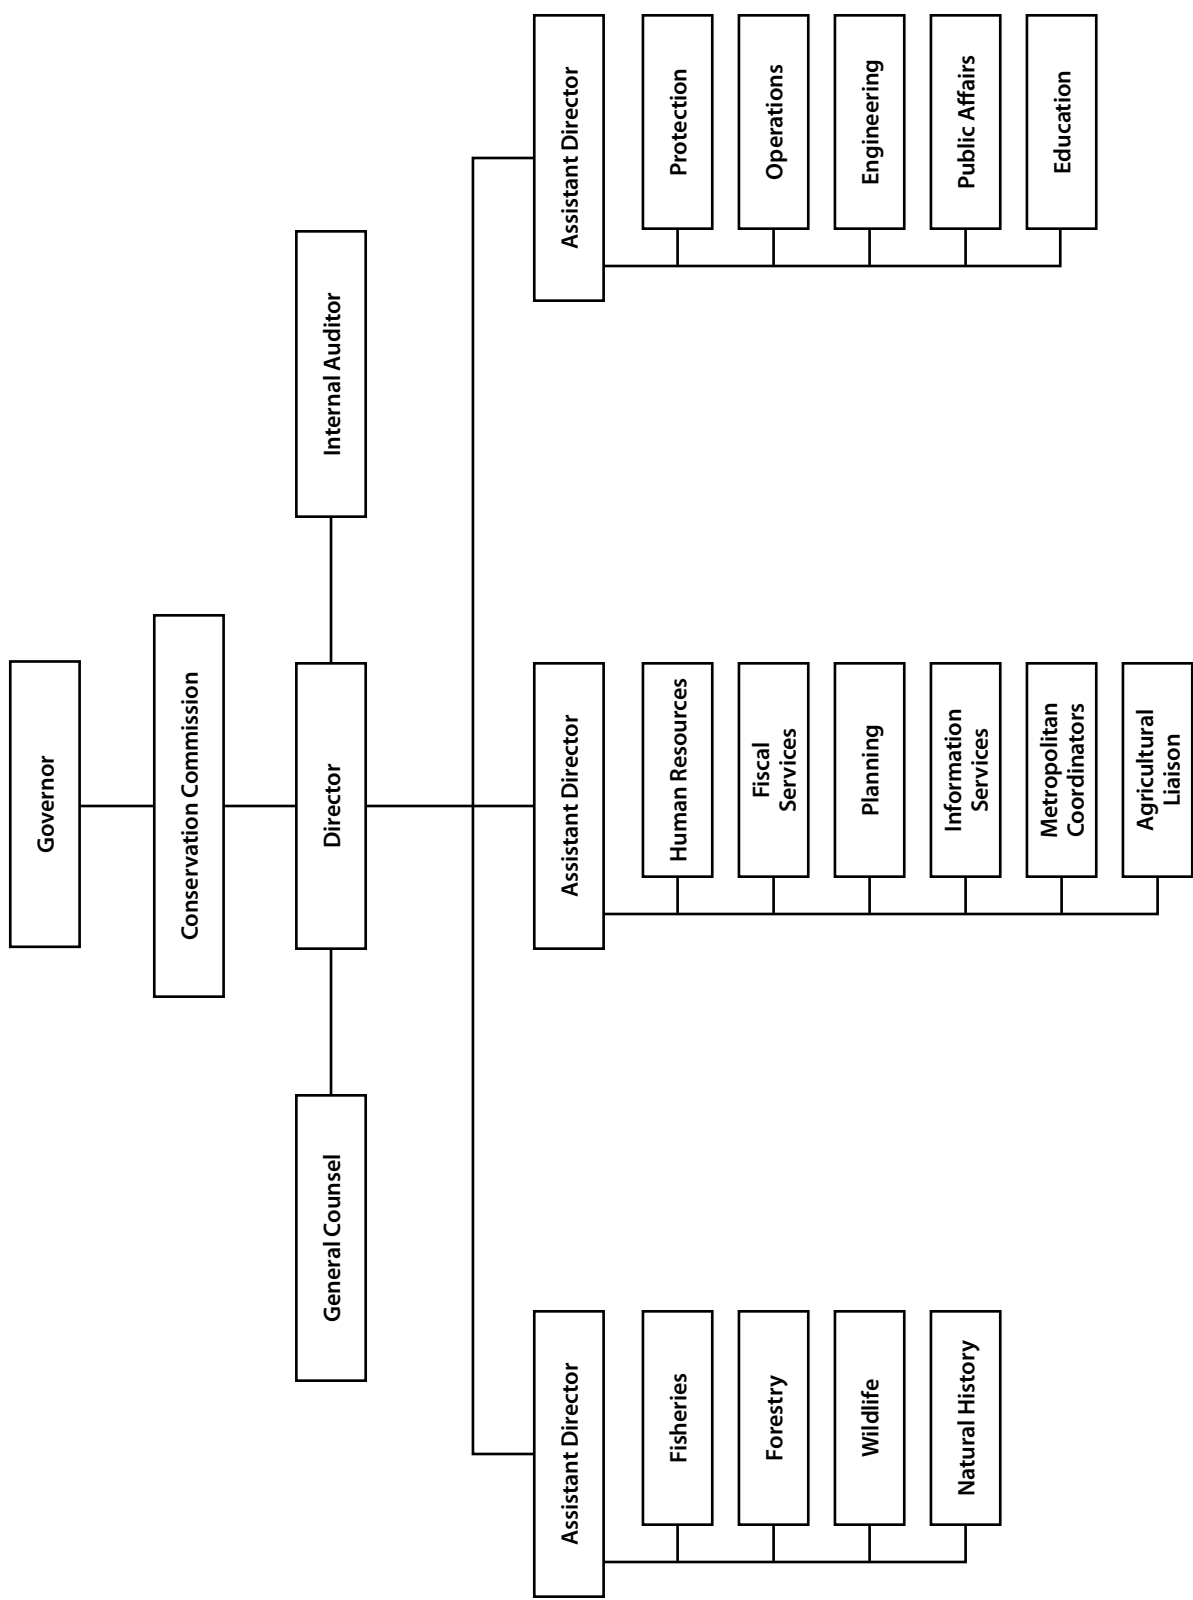 Governor
Conservation Commission
General Counsel
Director
Internal Auditor
Assistant Director
Fisheries
Forestry
Wildlife
Natural History
Assistant Director
Human Resources
Fiscal
Services
Planning
Information
Services
Metropolitan
Coordinators
Agricultural
Liaison
Assistant Director
Protection
Operations
Engineering
Public Affairs
Education